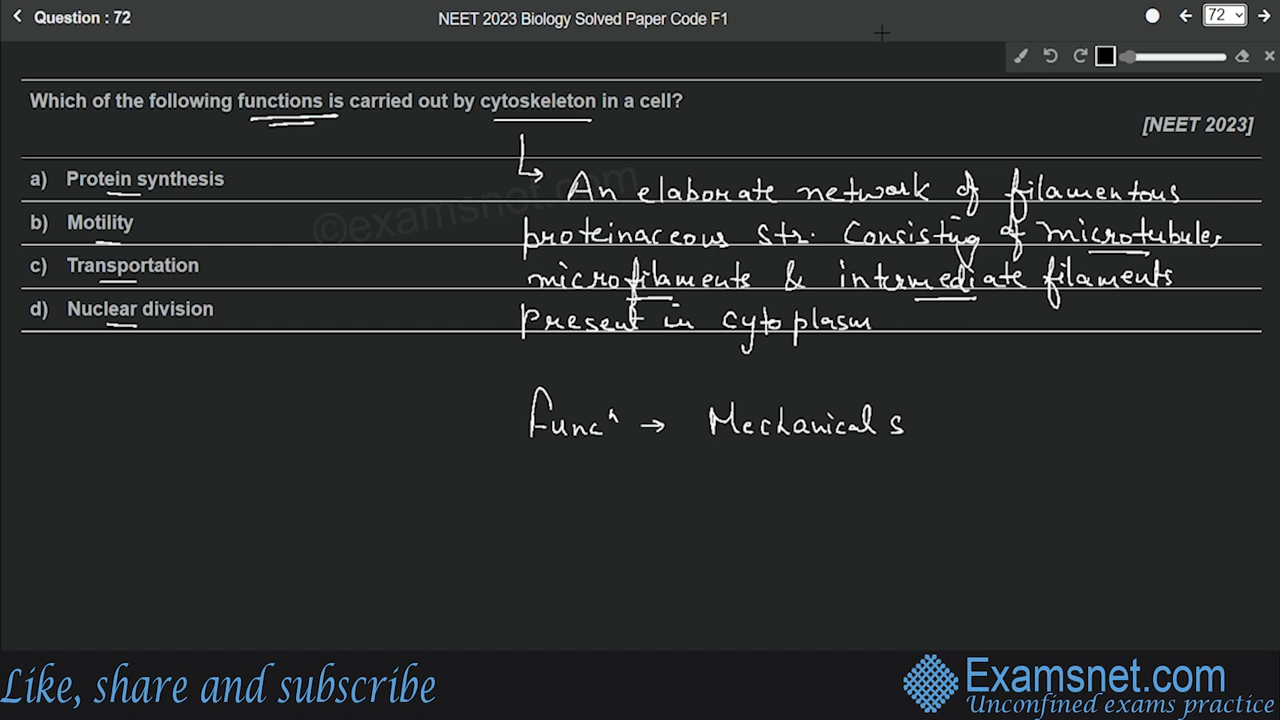 Question : 72
NEET 2023 Biology Solved Paper Code F1
72
Which of the following functions is carried out by cytoskeleton in a cell?
[NEET 2023]
a) Protein synthesis
b) Motility
c) Transportation
d) Nuclear division
©examsnet.com
An elaborate network of filamentous
proteinaceous str. consisting of microtubules
microfilaments & intermediate filaments
present in cytoplasm
Funcⁿ → Mechanical s
Like, share and subscribe
Examsnet.com
Unconfined exams practice